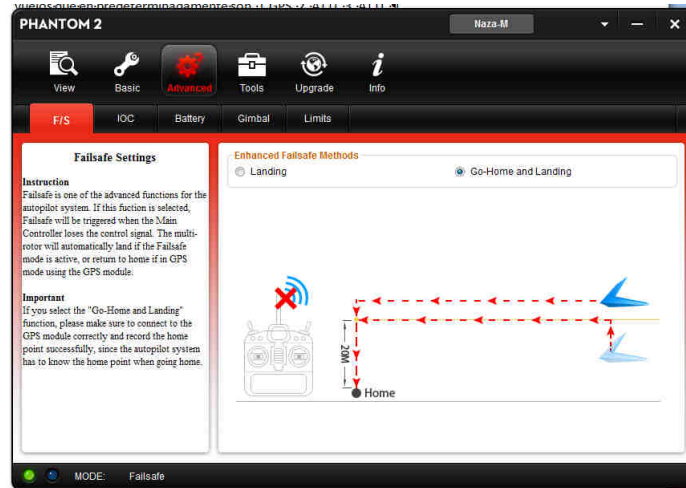 PHANTOM 2
Naza-M
View
Basic
Advanced
Tools
Upgrade
Info
F/S
IOC
Battery
Gimbal
Limits
Failsafe Settings
Instruction
Failsafe is one of the advanced functions for the
autopilot system. If this fuction is selected,
Failsafe will be triggered when the Main
Controller loses the control signal. The multi-
rotor will automatically land if the Failsafe
mode is active, or return to home if in GPS
mode using the GPS module.
Important
If you select the "Go-Home and Landing"
function, please make sure to connect to the
GPS module correctly and record the home
point successfully, since the autopilot system
has to know the home point when going home.
Enhanced Failsafe Methods
Landing
Go-Home and Landing
20M
Home
MODE: Failsafe